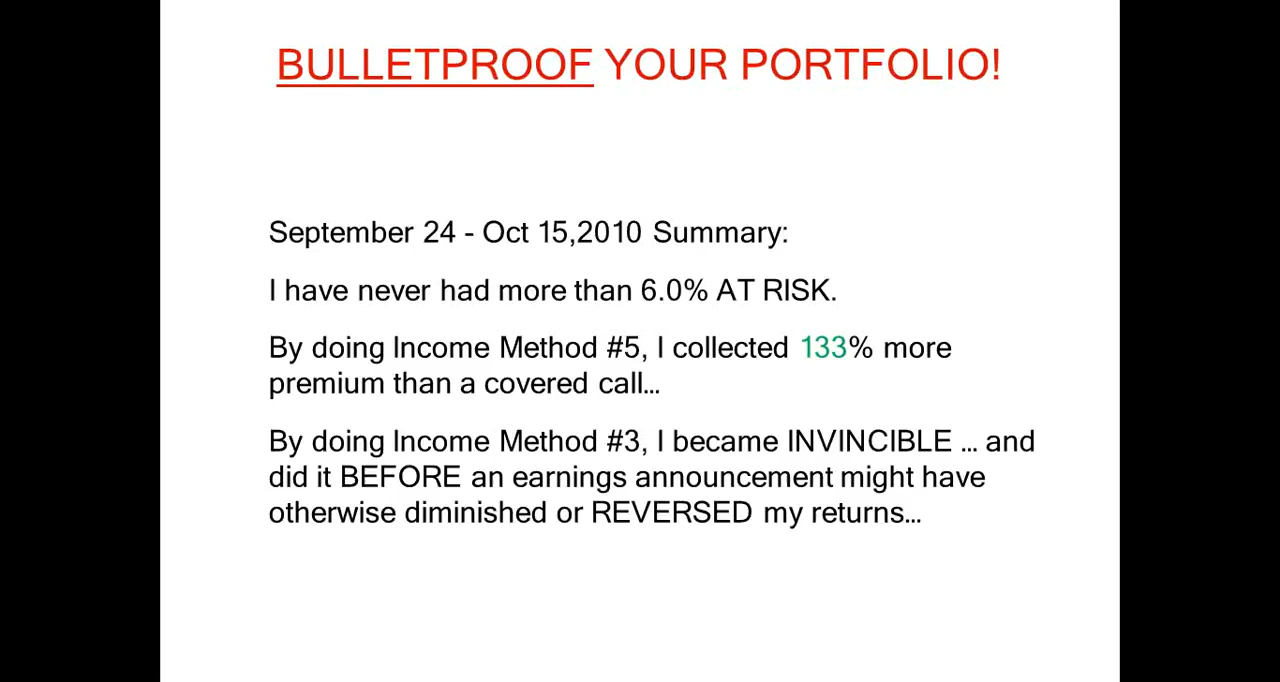 BULLETPROOF YOUR PORTFOLIO!
September 24 - Oct 15,2010 Summary:
I have never had more than 6.0% AT RISK.
By doing Income Method #5, I collected 133% more
premium than a covered call...
By doing Income Method #3, I became INVINCIBLE ... and
did it BEFORE an earnings announcement might have
otherwise diminished or REVERSED my returns...